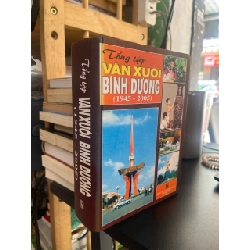 Tổng tập
VĂN XUÔI
BÌNH DƯƠNG
(1945 - 2005)
Tổng tập VĂN XUÔI BÌNH DƯƠNG